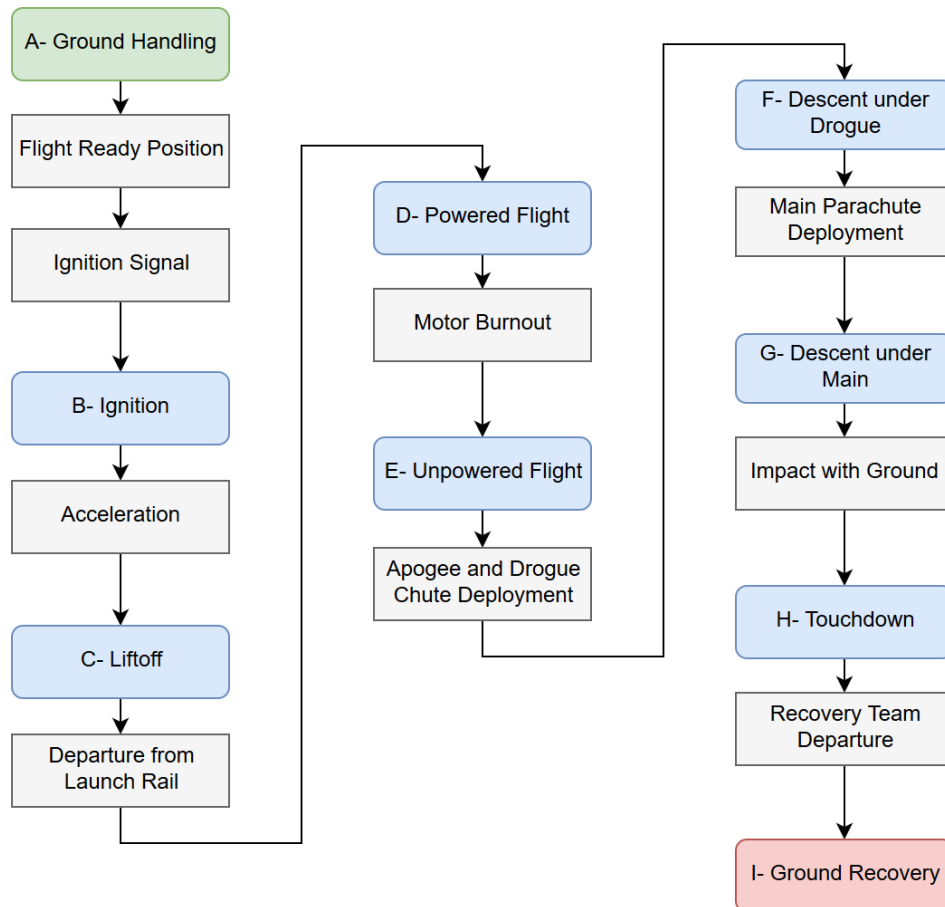 A- Ground Handling
Flight Ready Position
Ignition Signal
B- Ignition
Acceleration
C- Liftoff
Departure from
Launch Rail
D- Powered Flight
Motor Burnout
E- Unpowered Flight
Apogee and Drogue
Chute Deployment
F- Descent under
Drogue
Main Parachute
Deployment
G- Descent under
Main
Impact with Ground
H- Touchdown
Recovery Team
Departure
I- Ground Recovery